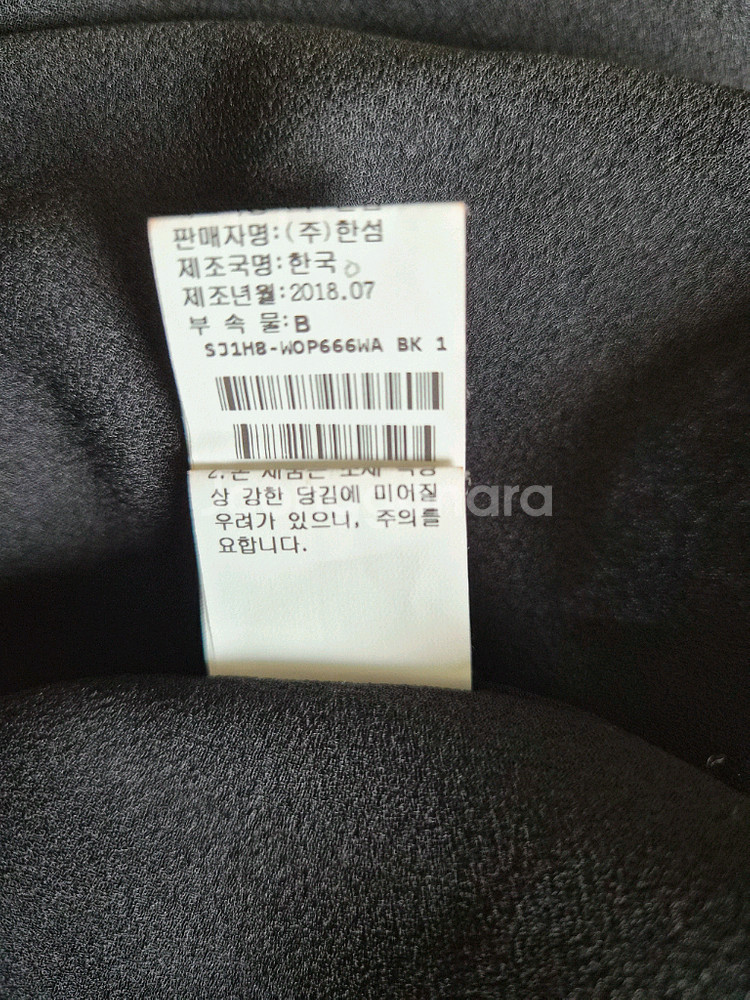 판매자명:(주)한섬
제조국명:한국
제조년월:2018.07
부 속 물:B
SJ1H8-WOP666WA BK 1
상 강한 당김에 미어질
우려가 있으니, 주의를
요합니다.